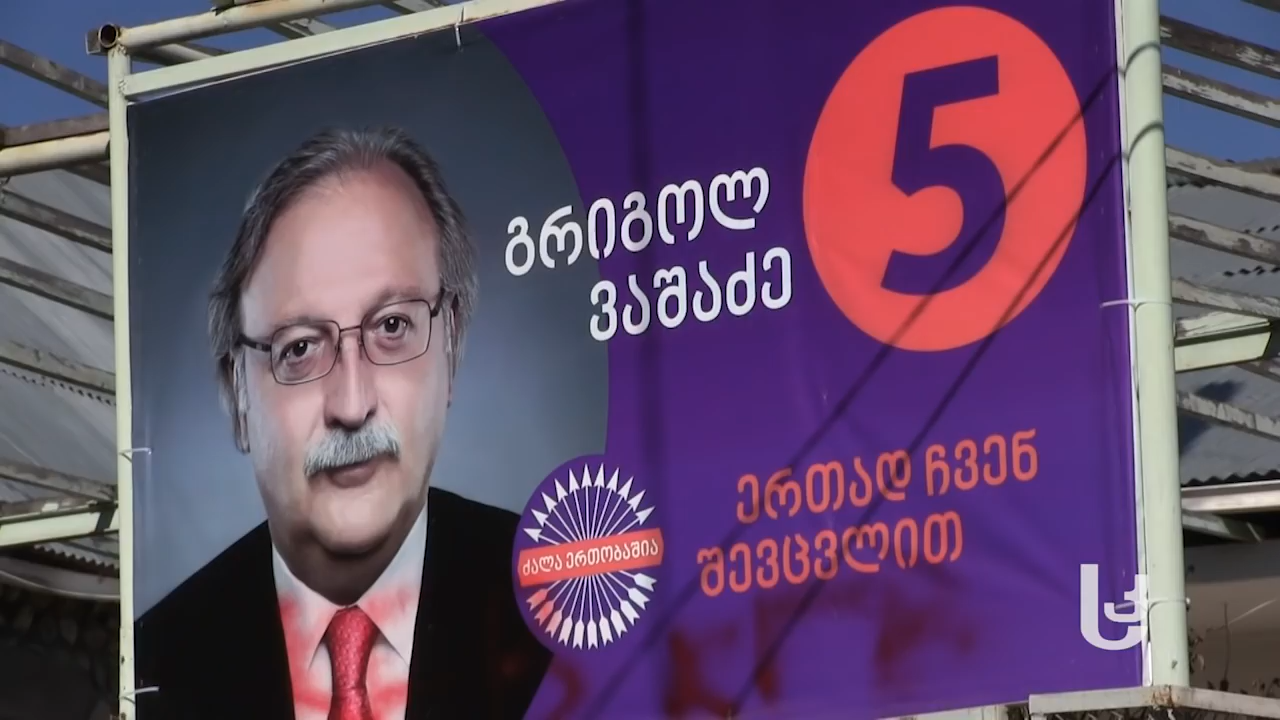 5
გრიგოლ
ვაშაძე
ძალა ერთობაშია
ერთად ჩვენ
შევცვლით